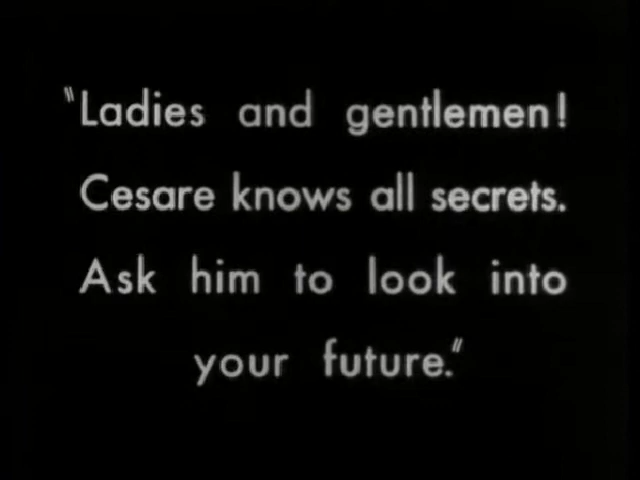 "Ladies and gentlemen!
Cesare knows all secrets.
Ask him to look into
your future."